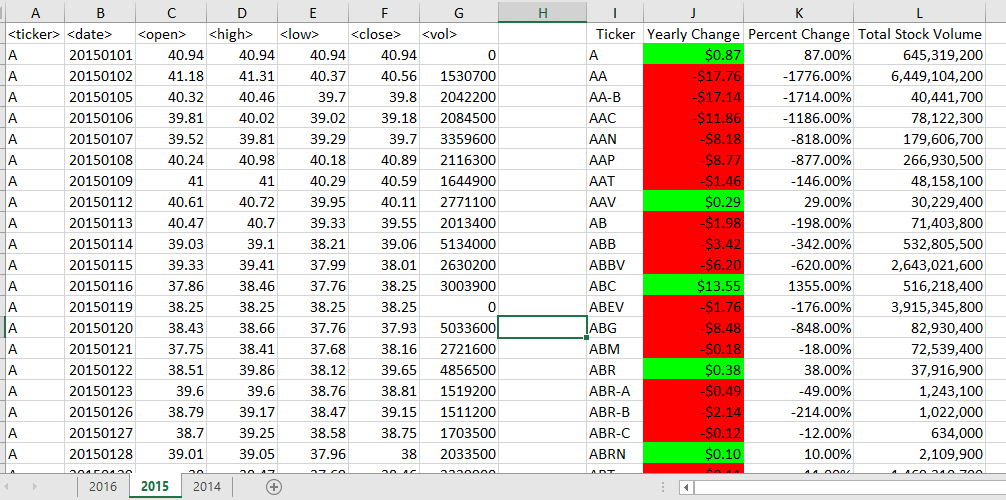 A B C D E F G H I J K L
<ticker> <date> <open> <high> <low> <close> <vol> Ticker Yearly Change Percent Change Total Stock Volume
A 20150101 40.94 40.94 40.94 40.94 0 A $0.87 87.00% 645,319,200
A 20150102 41.18 41.31 40.37 40.56 1530700 AA -$17.76 -1776.00% 6,449,104,200
A 20150105 40.32 40.46 39.7 39.8 2042200 AA-B -$17.14 -1714.00% 40,441,700
A 20150106 39.81 40.02 39.02 39.18 2084500 AAC -$11.86 -1186.00% 78,122,300
A 20150107 39.52 39.81 39.29 39.7 3359600 AAN -$8.18 -818.00% 179,606,700
A 20150108 40.24 40.98 40.18 40.89 2116300 AAP -$8.77 -877.00% 266,930,500
A 20150109 41 41 40.29 40.59 1644900 AAT -$1.46 -146.00% 48,158,100
A 20150112 40.61 40.72 39.95 40.11 2771100 AAV $0.29 29.00% 30,229,400
A 20150113 40.47 40.7 39.33 39.55 2013400 AB -$1.98 -198.00% 71,403,800
A 20150114 39.03 39.1 38.21 39.06 5134000 ABB -$3.42 -342.00% 532,805,500
A 20150115 39.33 39.41 37.99 38.01 2630200 ABBV -$6.20 -620.00% 2,643,021,600
A 20150116 37.86 38.46 37.76 38.25 3003900 ABC $13.55 1355.00% 516,218,400
A 20150119 38.25 38.25 38.25 38.25 0 ABEV -$1.76 -176.00% 3,915,345,800
A 20150120 38.43 38.66 37.76 37.93 5033600 ABG -$8.48 -848.00% 82,930,400
A 20150121 37.75 38.41 37.68 38.16 2721600 ABM -$0.18 -18.00% 72,539,400
A 20150122 38.51 39.86 38.12 39.65 4856500 ABR $0.38 38.00% 37,916,900
A 20150123 39.6 39.6 38.76 38.81 1519200 ABR-A -$0.49 -49.00% 1,243,100
A 20150126 38.79 39.17 38.47 39.15 1511200 ABR-B -$2.14 -214.00% 1,022,000
A 20150127 38.7 39.25 38.58 38.75 1703500 ABR-C -$0.12 -12.00% 634,000
A 20150128 39.01 39.05 37.96 38 2033500 ABRN $0.10 10.00% 2,109,900
2016 2015 2014